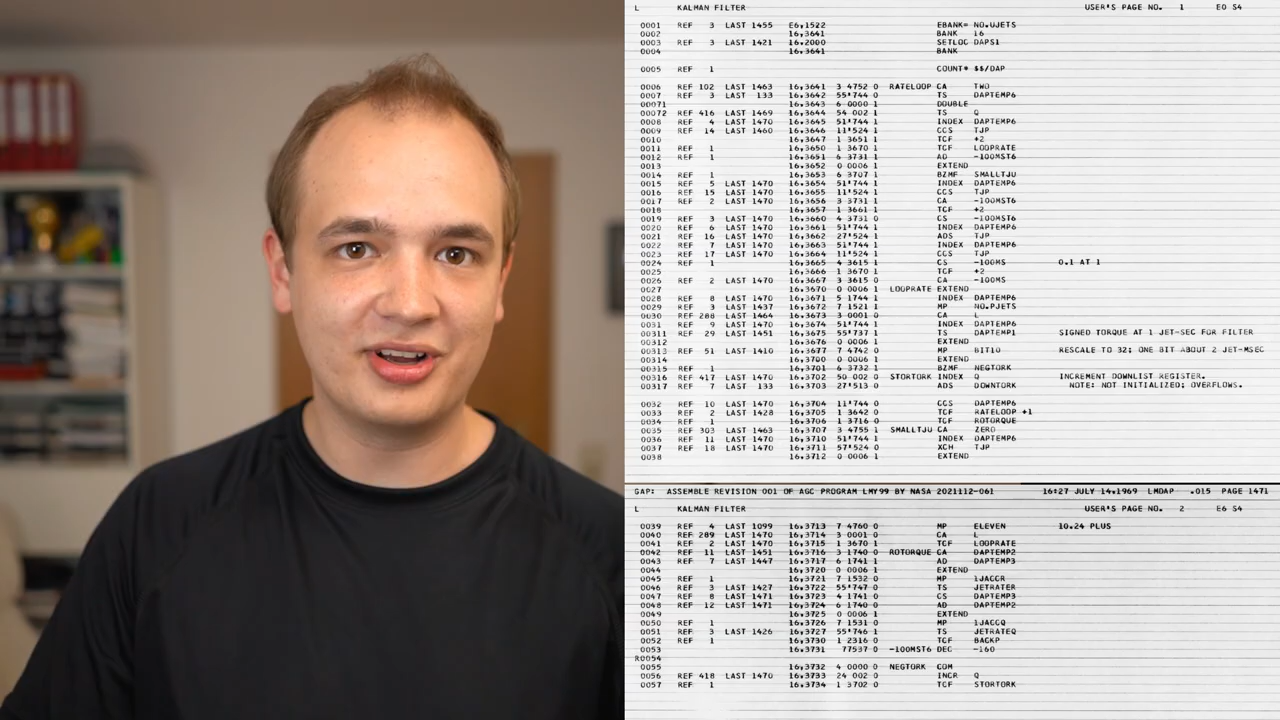 L KALMAN FILTER USER'S PAGE NO. 1 E0 S4
0001 REF 3 LAST 1455 E6,1522 EBANK= NO.UJETS
0002 16,3641 BANK 16
0003 REF 3 LAST 1421 16,2000 SETLOC DAPS1
0004 16,3641 BANK
0005 REF 1 COUNT* $$/DAP
0006 REF 102 LAST 1463 16,3641 3 4752 0 RATELOOP CA TWO
0007 REF 3 LAST 133 16,3642 55*744 0 TS DAPTEMP6
00071 16,3643 6 0000 1 DOUBLE
00072 REF 416 LAST 1469 16,3644 54 002 1 TS Q
0008 REF 4 LAST 1470 16,3645 51*744 1 INDEX DAPTEMP6
0009 REF 14 LAST 1460 16,3646 11*524 1 CCS TJP
0010 16,3647 1 3651 1 TCF +2
0011 REF 1 16,3650 1 3670 1 TCF LOOPRATE
0012 REF 1 16,3651 6 3731 1 AD -100MST6
0013 16,3652 0 0006 1 EXTEND
0014 REF 1 16,3653 6 3707 1 BZMF SMALLTJU
0015 REF 5 LAST 1470 16,3654 51*744 1 INDEX DAPTEMP6
0016 REF 15 LAST 1470 16,3655 11*524 1 CCS TJP
0017 REF 2 LAST 1470 16,3656 3 3731 1 CA -100MST6
0018 16,3657 1 3661 1 TCF +2
0019 REF 3 LAST 1470 16,3660 4 3731 0 CS -100MST6
0020 REF 6 LAST 1470 16,3661 51*744 1 INDEX DAPTEMP6
0021 REF 16 LAST 1470 16,3662 27*524 1 ADS TJP
0022 REF 7 LAST 1470 16,3663 51*744 1 INDEX DAPTEMP6
0023 REF 17 LAST 1470 16,3664 11*524 1 CCS TJP
0024 REF 1 16,3665 4 3615 1 CS -100MS 0.1 AT 1
0025 16,3666 1 3670 1 TCF +2
0026 REF 2 LAST 1470 16,3667 3 3615 0 CA -100MS
0027 16,3670 0 0006 1 LOOPRATE EXTEND
0028 REF 8 LAST 1470 16,3671 5 1744 1 INDEX DAPTEMP6
0029 REF 3 LAST 1437 16,3672 7 1521 1 MP NO.PJETS
0030 REF 288 LAST 1464 16,3673 3 0001 0 CA L
0031 REF 9 LAST 1470 16,3674 51*744 1 INDEX DAPTEMP6
00311 REF 29 LAST 1451 16,3675 55*737 1 TS DAPTEMP1 SIGNED TORQUE AT 1 JET-SEC FOR FILTER
00312 16,3676 0 0006 1 EXTEND
00313 REF 51 LAST 1410 16,3677 7 4742 0 MP BIT10 RESCALE TO 32; ONE BIT ABOUT 2 JET-MSEC
00314 16,3700 0 0006 1 EXTEND
00315 REF 1 16,3701 6 3732 1 BZMF NEGTORK
00316 REF 417 LAST 1470 16,3702 50 002 0 STORTORK INDEX Q INCREMENT DOWNLIST REGISTER.
00317 REF 7 LAST 133 16,3703 27*513 0 ADS DOWNTORK NOTE: NOT INITIALIZED; OVERFLOWS.
0032 REF 10 LAST 1470 16,3704 11*744 0 CCS DAPTEMP6
0033 REF 2 LAST 1428 16,3705 1 3642 0 TCF RATELOOP +1
0034 REF 1 16,3706 1 3716 0 TCF ROTORQUE
0035 REF 303 LAST 1463 16,3707 3 4755 1 SMALLTJU CA ZERO
0036 REF 11 LAST 1470 16,3710 51*744 1 INDEX DAPTEMP6
0037 REF 18 LAST 1470 16,3711 57*524 0 XCH TJP
0038 16,3712 0 0006 1 EXTEND
GAP: ASSEMBLE REVISION 001 OF AGC PROGRAM LMY99 BY NASA 2021112-061 16:27 JULY 14,1969 LMDAP .015 PAGE 1471
L KALMAN FILTER USER'S PAGE NO. 2 E6 S4
0039 REF 4 LAST 1099 16,3713 7 4760 0 MP ELEVEN 10.24 PLUS
0040 REF 289 LAST 1470 16,3714 3 0001 0 CA L
0041 REF 2 LAST 1470 16,3715 1 3670 1 TCF LOOPRATE
0042 REF 11 LAST 1451 16,3716 3 1740 0 ROTORQUE CA DAPTEMP2
0043 REF 7 LAST 1447 16,3717 6 1741 1 AD DAPTEMP3
0044 16,3720 0 0006 1 EXTEND
0045 REF 1 16,3721 7 1532 0 MP 1JACCR
0046 REF 3 LAST 1427 16,3722 55*747 0 TS JETRATER
0047 REF 8 LAST 1471 16,3723 4 1741 0 CS DAPTEMP3
0048 REF 12 LAST 1471 16,3724 6 1740 0 AD DAPTEMP2
0049 16,3725 0 0006 1 EXTEND
0050 REF 1 16,3726 7 1531 0 MP 1JACCQ
0051 REF 3 LAST 1426 16,3727 55*746 1 TS JETRATEQ
0052 REF 1 16,3730 1 2316 0 TCF BACKP
0053 16,3731 77537 0 -100MST6 DEC -160
R0054
0055 16,3732 4 0000 0 NEGTORK COM
0056 REF 418 LAST 1470 16,3733 24 002 0 INCR Q
0057 REF 1 16,3734 1 3702 0 TCF STORTORK